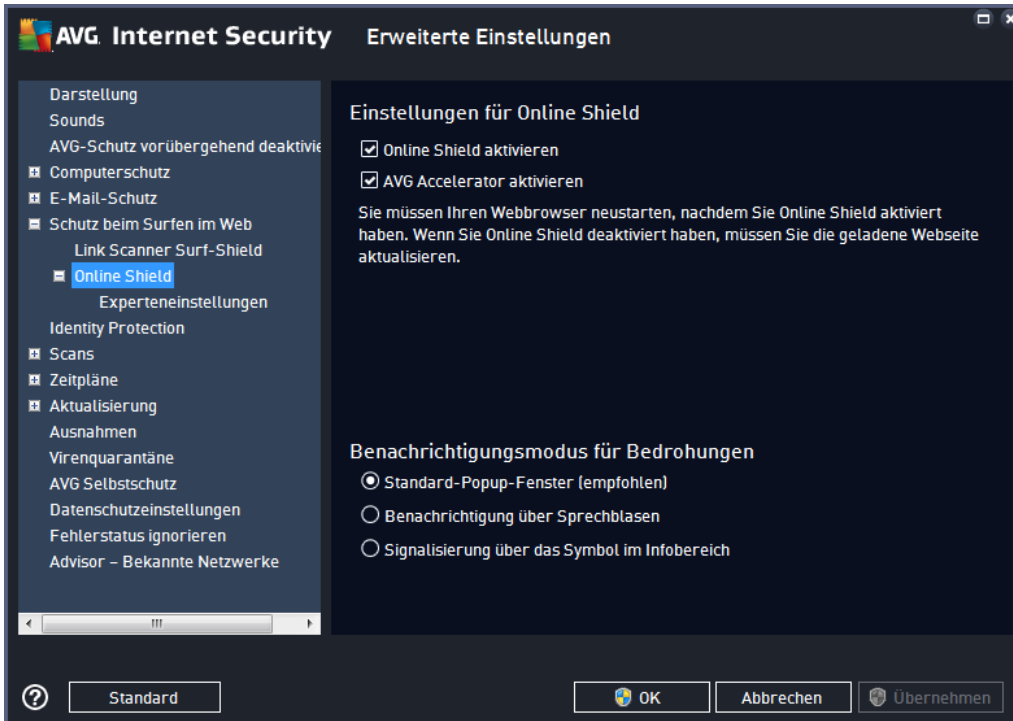 AVG. Internet Security
Erweiterte Einstellungen
Darstellung
Sounds
AVG-Schutz vorübergehend deaktivie
Computerschutz
E-Mail-Schutz
Schutz beim Surfen im Web
Link Scanner Surf-Shield
Online Shield
Experteneinstellungen
Identity Protection
Scans
Zeitpläne
Aktualisierung
Ausnahmen
Virenquarantäne
AVG Selbstschutz
Datenschutzeinstellungen
Fehlerstatus ignorieren
Advisor – Bekannte Netzwerke
Einstellungen für Online Shield
Online Shield aktivieren
AVG Accelerator aktivieren
Sie müssen Ihren Webbrowser neustarten, nachdem Sie Online Shield aktiviert
haben. Wenn Sie Online Shield deaktiviert haben, müssen Sie die geladene Webseite
aktualisieren.
Benachrichtigungsmodus für Bedrohungen
Standard-Popup-Fenster (empfohlen)
Benachrichtigung über Sprechblasen
Signalisierung über das Symbol im Infobereich
?
Standard
OK
Abbrechen
Übernehmen